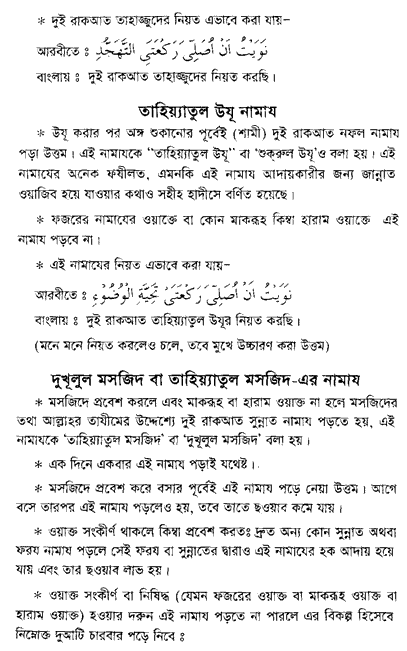 * দুই রাকআত তাহাজ্জুদের নিয়ত এভাবে করা যায়–
আরবীতে : نَوَيْتُ اَنْ اُصَلِّىَ رَكْعَتَىِ التَّهَجُّدِ
বাংলায় : দুই রাকআত তাহাজ্জুদের নিয়ত করছি।
তাহিয়্যাতুল উযূ নামায
* উযূ করার পর অঙ্গ শুকানোর পূর্বেই (শামী) দুই রাকআত নফল নামায
পড়া উত্তম। এই নামাযকে “তাহিয়্যাতুল উযূ” বা ‘শুক্‌রুল উযূ’ও বলা হয়। এই
নামাযের অনেক ফযীলত, এমনকি এই নামায আদায়কারীর জন্য জান্নাত
ওয়াজিব হয়ে যাওয়ার কথাও সহীহ হাদীসে বর্ণিত হয়েছে।
* ফজরের নামাযের ওয়াক্তে বা কোন মাকরূহ কিম্বা হারাম ওয়াক্তে এই
নামায পড়বে না।
* এই নামাযের নিয়ত এভাবে করা যায়–
আরবীতে : نَوَيْتُ اَنْ اُصَلِّىَ رَكْعَتَىْ تَحِيَّةِ الْوُضُوْءِ
বাংলায় : দুই রাকআত তাহিয়্যাতুল উযূর নিয়ত করছি।
(মনে মনে নিয়ত করলেও চলে, তবে মুখে উচ্চারণ করা উত্তম)
দুখূলুল মসজিদ বা তাহিয়্যাতুল মসজিদ-এর নামায
* মসজিদে প্রবেশ করলে এবং মাকরূহ বা হারাম ওয়াক্ত না হলে মসজিদের
তথা আল্লাহর তাযীমের উদ্দেশ্যে দুই রাকআত সুন্নাত নামায পড়তে হয়, এই
নামাযকে ‘তাহিয়্যাতুল মসজিদ’ বা ‘দুখূলুল মসজিদ’ বলা হয়।
* এক দিনে একবার এই নামায পড়াই যথেষ্ট।
* মসজিদে প্রবেশ করে বসার পূর্বেই এই নামায পড়ে নেয়া উত্তম। আগে
বসে তারপর এই নামায পড়লেও হয়, তবে তাতে ছওয়াব কমে যায়।
* ওয়াক্ত সংকীর্ণ থাকলে কিম্বা প্রবেশ করতঃ দ্রুত অন্য কোন সুন্নাত অথবা
ফরয নামায পড়লে সেই ফরয বা সুন্নাতের দ্বারাও এই নামাযের হক আদায় হয়ে
যায় এবং তার ছওয়াব লাভ হয়।
* ওয়াক্ত সংকীর্ণ বা নিষিদ্ধ (যেমন ফজরের ওয়াক্ত বা মাকরূহ ওয়াক্ত বা
হারাম ওয়াক্ত) হওয়ার দরুন এই নামায পড়তে না পারলে এর বিকল্প হিসেবে
নিম্নোক্ত দুআটি চারবার পড়ে নিবে :